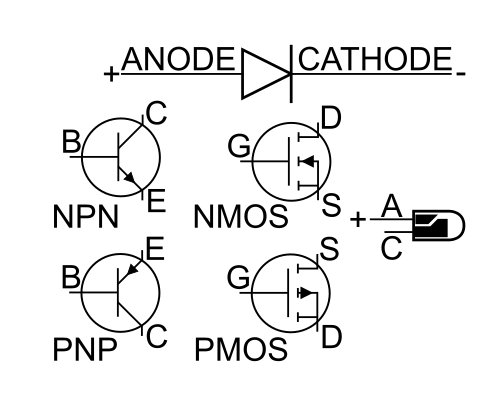 + ANODE CATHODE -
B C E
NPN
G D S
NMOS
+ A
C
B E C
PNP
G S D
PMOS